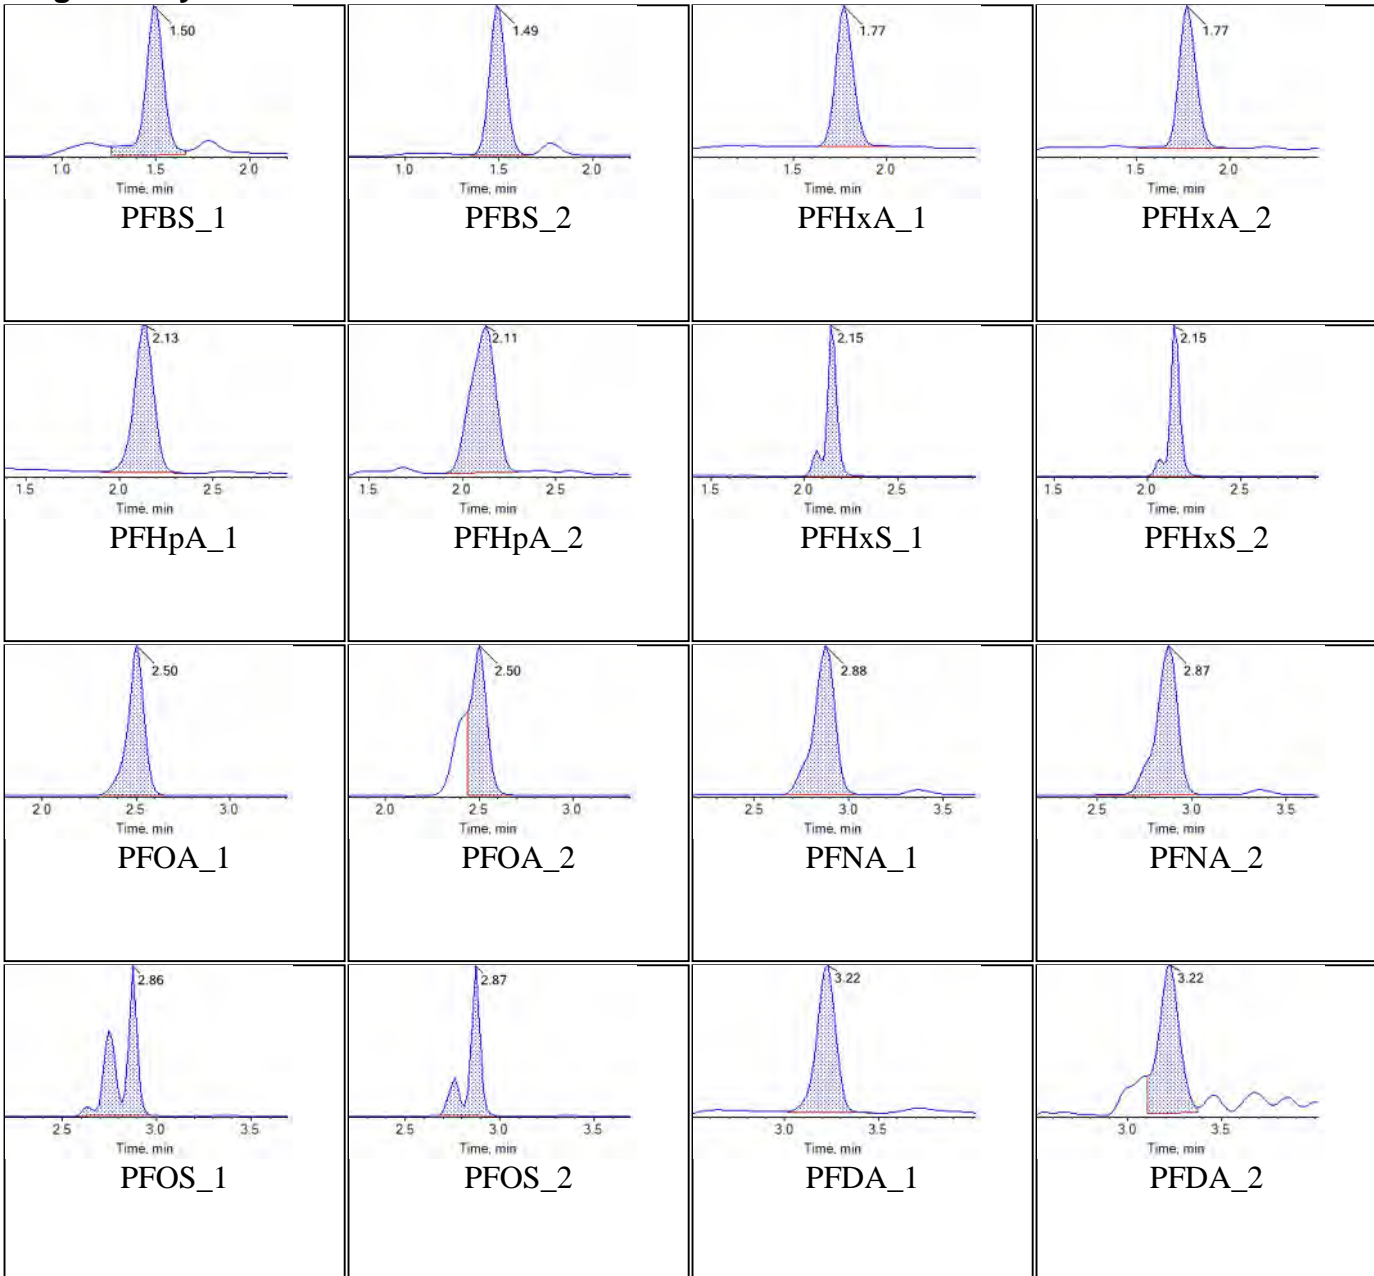 1.50 1.49 1.77 1.77
1.0 1.5 2.0 1.0 1.5 2.0 1.5 2.0 1.5 2.0
Time, min Time, min Time, min Time, min
PFBS_1 PFBS_2 PFHxA_1 PFHxA_2
2.13 2.11 2.15 2.15
1.5 2.0 2.5 1.5 2.0 2.5 1.5 2.0 2.5 1.5 2.0 2.5
Time, min Time, min Time, min Time, min
PFHpA_1 PFHpA_2 PFHxS_1 PFHxS_2
2.50 2.50 2.88 2.87
2.0 2.5 3.0 2.0 2.5 3.0 2.5 3.0 3.5 2.5 3.0 3.5
Time, min Time, min Time, min Time, min
PFOA_1 PFOA_2 PFNA_1 PFNA_2
2.86 2.87 3.22 3.22
2.5 3.0 3.5 2.5 3.0 3.5 3.0 3.5 3.0 3.5
Time, min Time, min Time, min Time, min
PFOS_1 PFOS_2 PFDA_1 PFDA_2